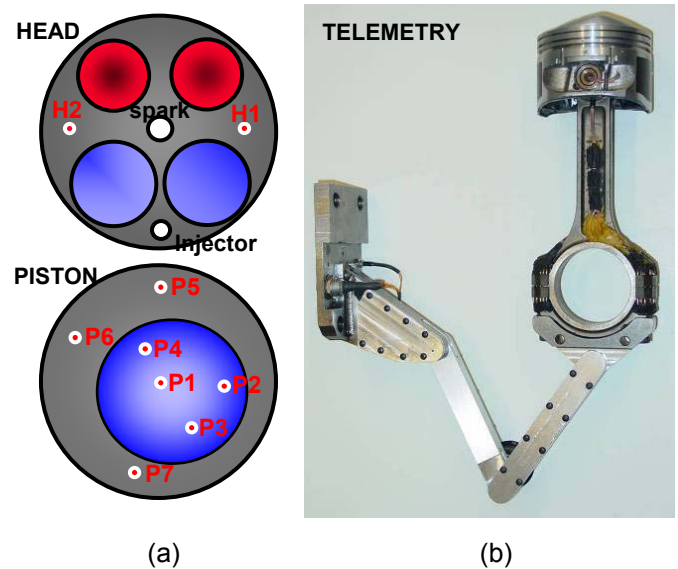 HEAD
spark
H2
H1
Injector
PISTON
P5
P6
P4
P1
P2
P3
P7
(a)
TELEMETRY
(b)